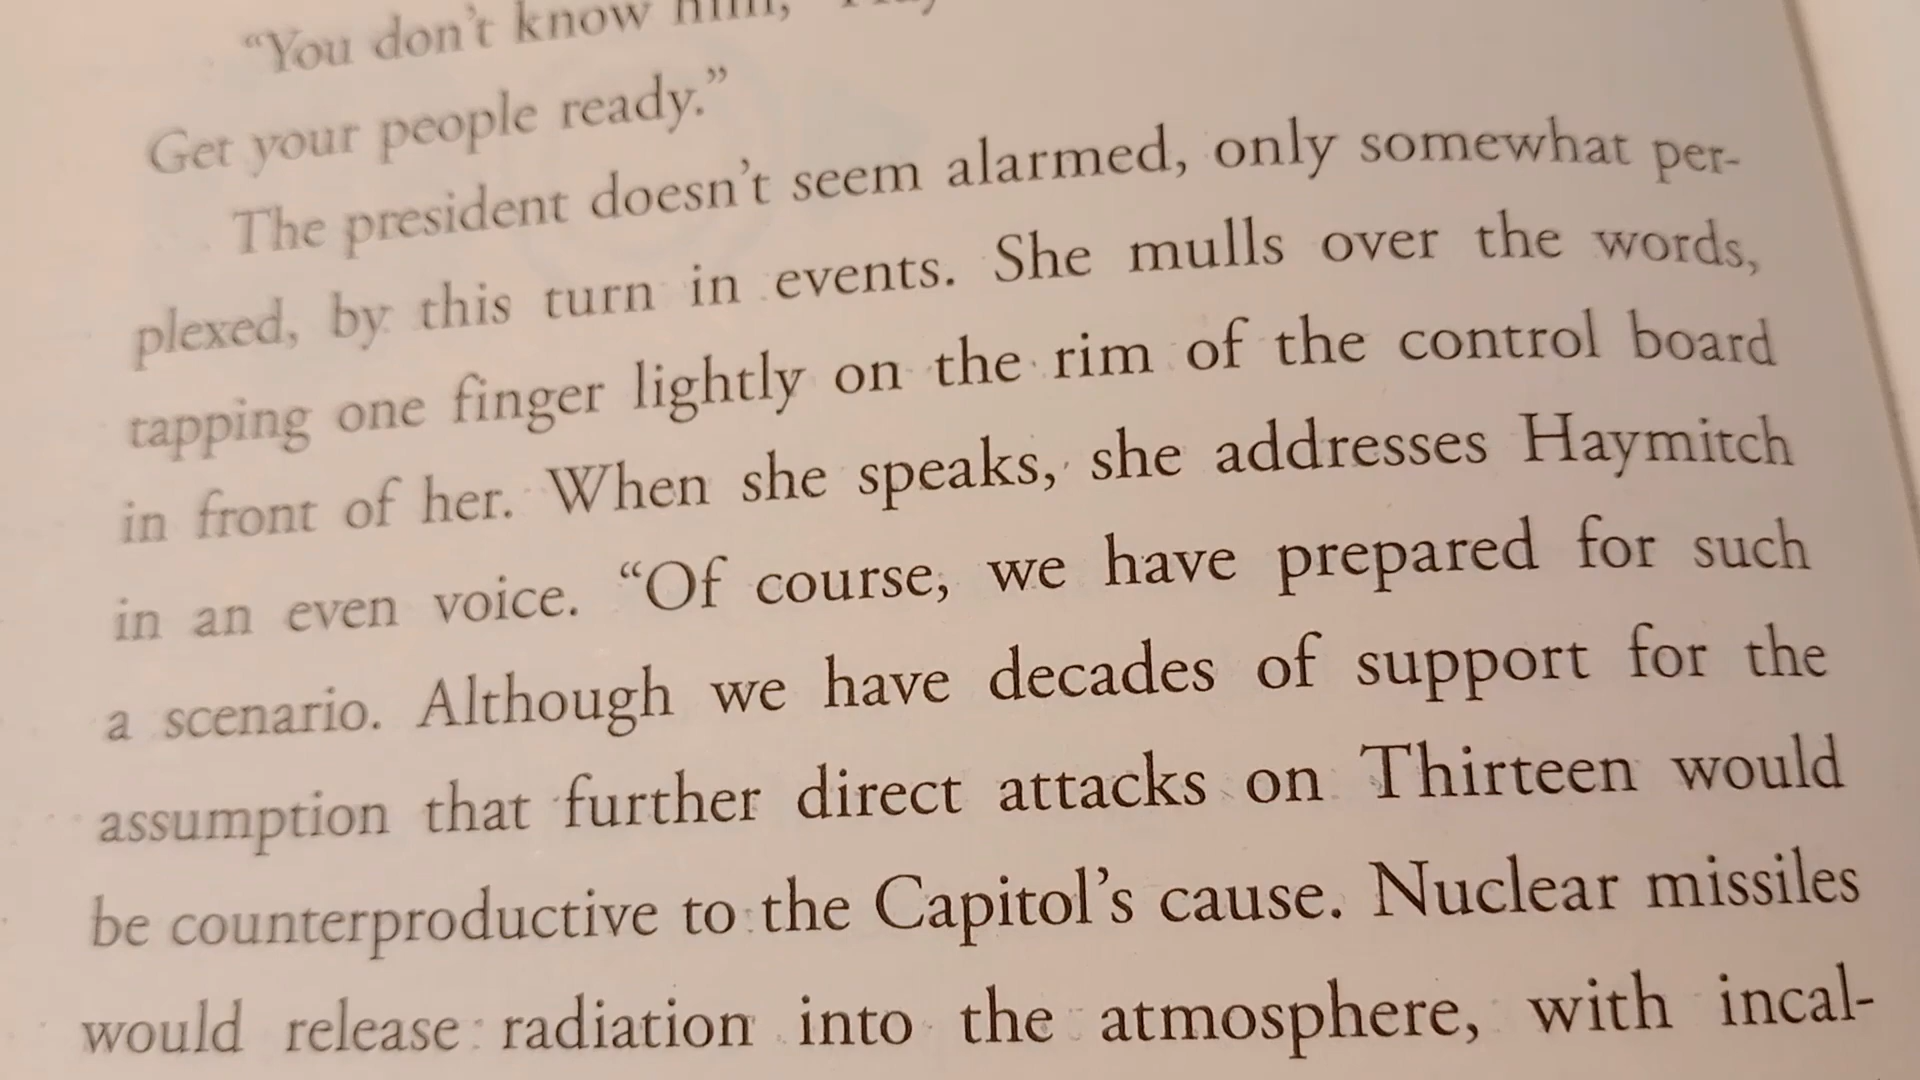 “You don’t know him,”
Get your people ready.”
The president doesn’t seem alarmed, only somewhat per-
plexed, by this turn in events. She mulls over the words,
tapping one finger lightly on the rim of the control board
in front of her. When she speaks, she addresses Haymitch
in an even voice. “Of course, we have prepared for such
a scenario. Although we have decades of support for the
assumption that further direct attacks on Thirteen would
be counterproductive to the Capitol’s cause. Nuclear missiles
would release radiation into the atmosphere, with incal-